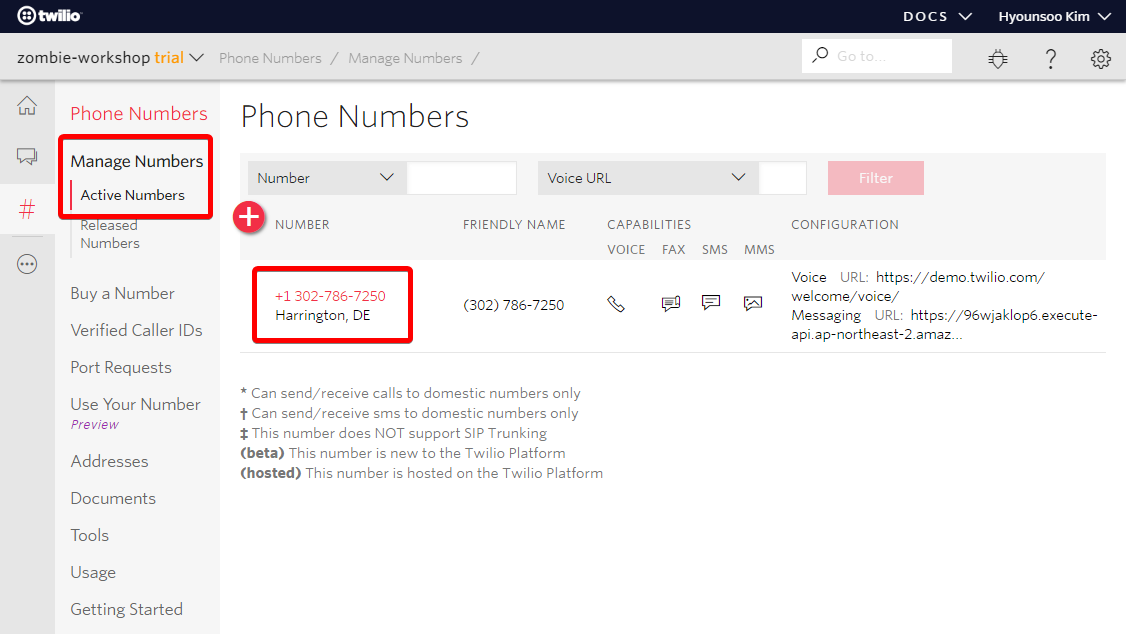 twilio
DOCS
Hyounsoo Kim
zombie-workshop trial
Phone Numbers / Manage Numbers /
Go to...
Phone Numbers
Manage Numbers
Active Numbers
Released
Numbers
Buy a Number
Verified Caller IDs
Port Requests
Use Your Number
Preview
Addresses
Documents
Tools
Usage
Getting Started
Phone Numbers
Number
Voice URL
Filter
NUMBER FRIENDLY NAME CAPABILITIES CONFIGURATION
VOICE FAX SMS MMS
+1 302-786-7250
Harrington, DE
(302) 786-7250
Voice URL: https://demo.twilio.com/
welcome/voice/
Messaging URL: https://96wjaklop6.execute-
api.ap-northeast-2.amaz...
* Can send/receive calls to domestic numbers only
† Can send/receive sms to domestic numbers only
‡ This number does NOT support SIP Trunking
(beta) This number is new to the Twilio Platform
(hosted) This number is hosted on the Twilio Platform